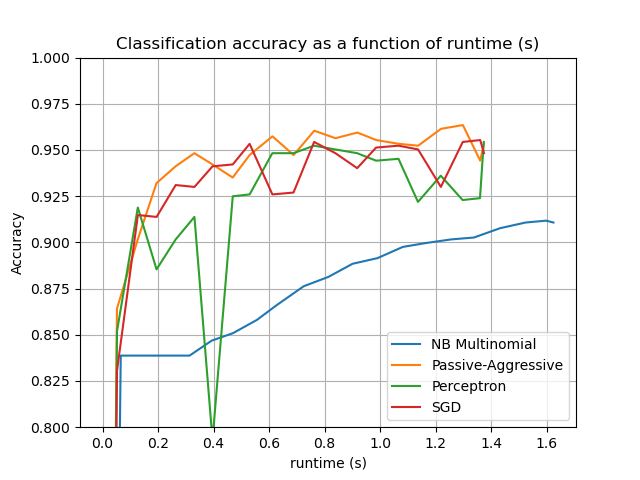 Classification accuracy as a function of runtime (s)
1.000
0.975
0.950
0.925
0.900
0.875
0.850
0.825
0.800
Accuracy
NB Multinomial
Passive-Aggressive
Perceptron
SGD
0.0 0.2 0.4 0.6 0.8 1.0 1.2 1.4 1.6
runtime (s)